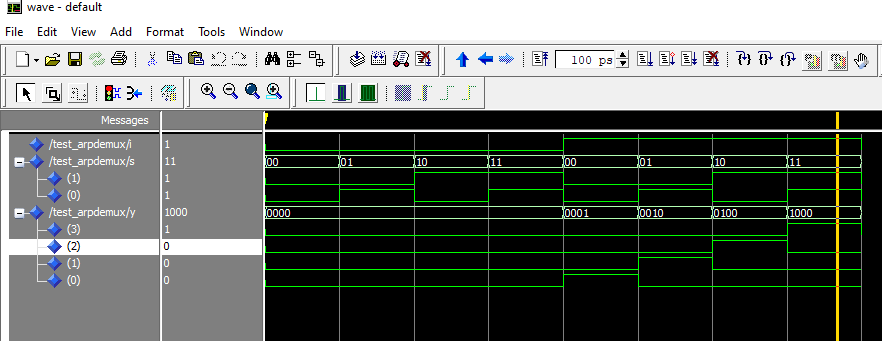 wave - default
File Edit View Add Format Tools Window
100 ps
Messages
/test_arpdemux/i 1
/test_arpdemux/s 11 00 01 10 11 00 01 10 11
(1) 1
(0) 1
/test_arpdemux/y 1000 0000 0001 0010 0100 1000
(3) 1
(2) 0
(1) 0
(0) 0